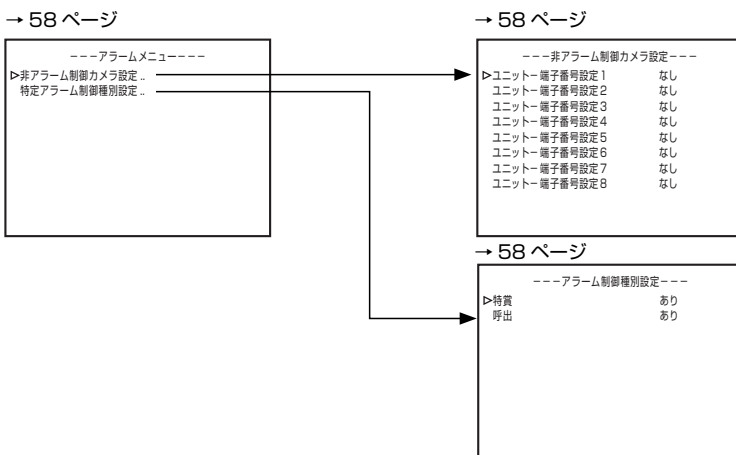 → 58 ページ
---アラームメニュー---
▷非アラーム制御カメラ設定 ..
特定アラーム制御種別設定 ..
→ 58 ページ
---非アラーム制御カメラ設定---
▷ユニット−端子番号設定1 なし
ユニット−端子番号設定2 なし
ユニット−端子番号設定3 なし
ユニット−端子番号設定4 なし
ユニット−端子番号設定5 なし
ユニット−端子番号設定6 なし
ユニット−端子番号設定7 なし
ユニット−端子番号設定8 なし
→ 58 ページ
---アラーム制御種別設定---
▷特賞 あり
呼出 あり